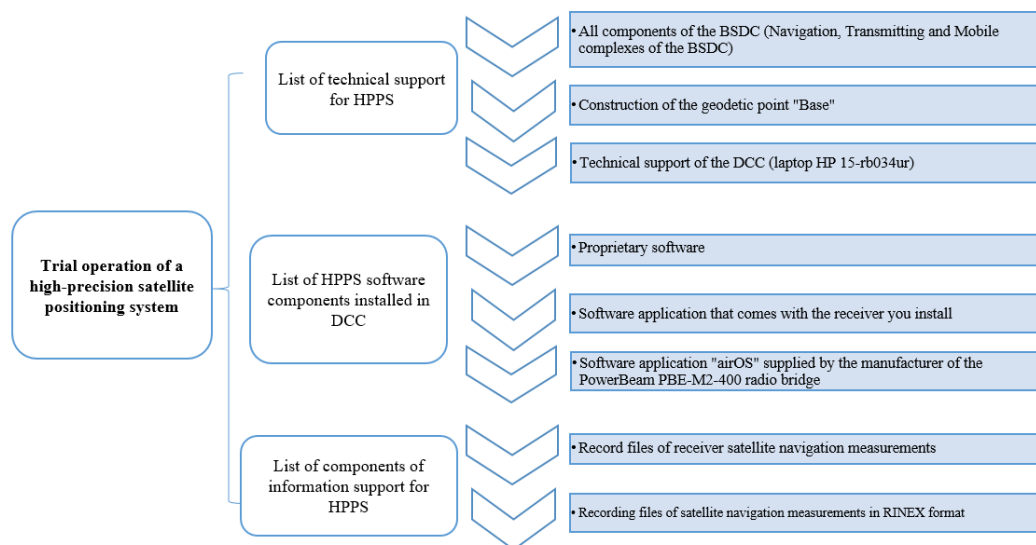 Trial operation of a
high-precision satellite
positioning system
List of technical support
for HPPS
• All components of the BSDC (Navigation, Transmitting and Mobile
complexes of the BSDC)
• Construction of the geodetic point "Base"
• Technical support of the DCC (laptop HP 15-rb034ur)
List of HPPS software
components installed in
DCC
• Proprietary software
• Software application that comes with the receiver you install
• Software application "airOS" supplied by the manufacturer of the
PowerBeam PBE-M2-400 radio bridge
List of components of
information support for
HPPS
• Record files of receiver satellite navigation measurements
• Recording files of satellite navigation measurements in RINEX format